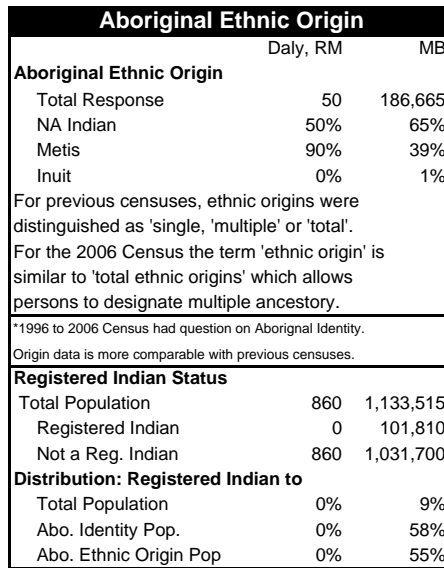 Aboriginal Ethnic Origin
Daly, RM MB
Aboriginal Ethnic Origin
Total Response 50 186,665
NA Indian 50% 65%
Metis 90% 39%
Inuit 0% 1%
For previous censuses, ethnic origins were
distinguished as 'single, 'multiple' or 'total'.
For the 2006 Census the term 'ethnic origin' is
similar to 'total ethnic origins' which allows
persons to designate multiple ancestory.
*1996 to 2006 Census had question on Aborignal Identity.
Origin data is more comparable with previous censuses.
Registered Indian Status
Total Population 860 1,133,515
Registered Indian 0 101,810
Not a Reg. Indian 860 1,031,700
Distribution: Registered Indian to
Total Population 0% 9%
Abo. Identity Pop. 0% 58%
Abo. Ethnic Origin Pop 0% 55%